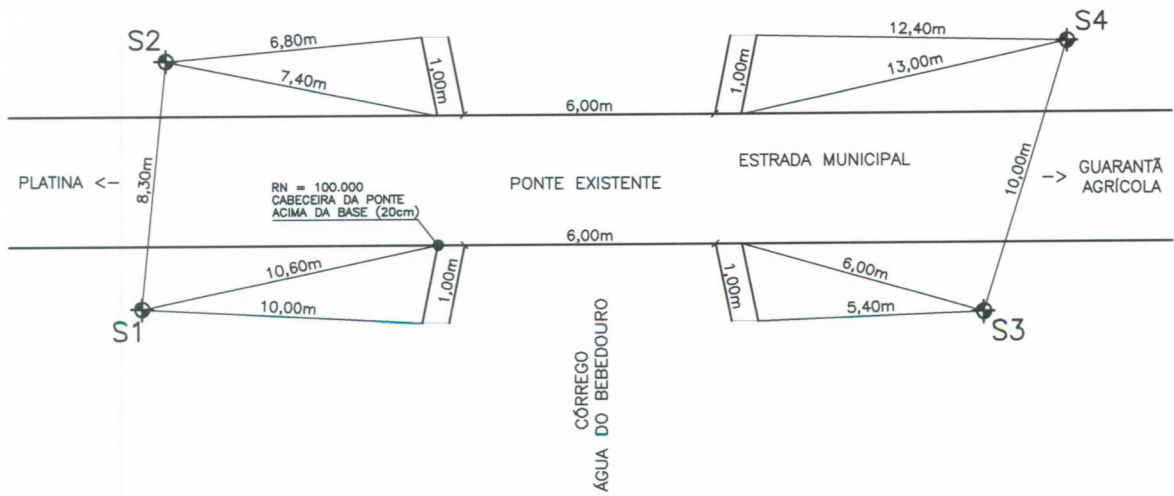 S2
6,80m
7,40m
1,00m
12,40m
S4
1,00m
13,00m
6,00m
PLATINA <-
8,30m
RN = 100.000
CABECEIRA DA PONTE
ACIMA DA BASE (20cm)
PONTE EXISTENTE
ESTRADA MUNICIPAL
10,00m
-> GUARANTÃ
AGRÍCOLA
6,00m
10,60m
1,00m
10,00m
S1
1,00m
6,00m
5,40m
S3
CÓRREGO
ÁGUA DO BEBEDOURO